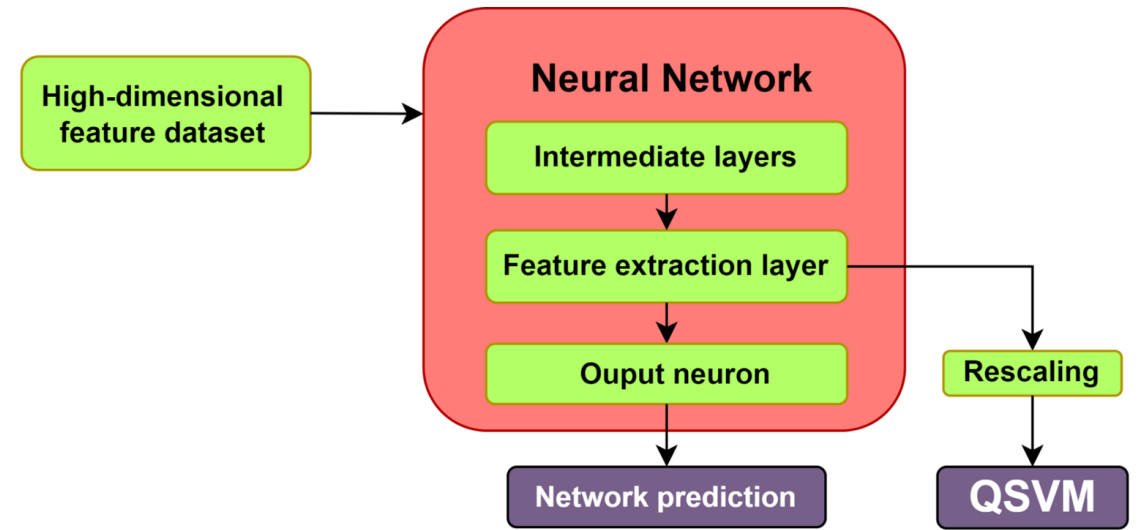 High-dimensional
feature dataset
Neural Network
Intermediate layers
Feature extraction layer
Ouput neuron
Rescaling
Network prediction
QSVM